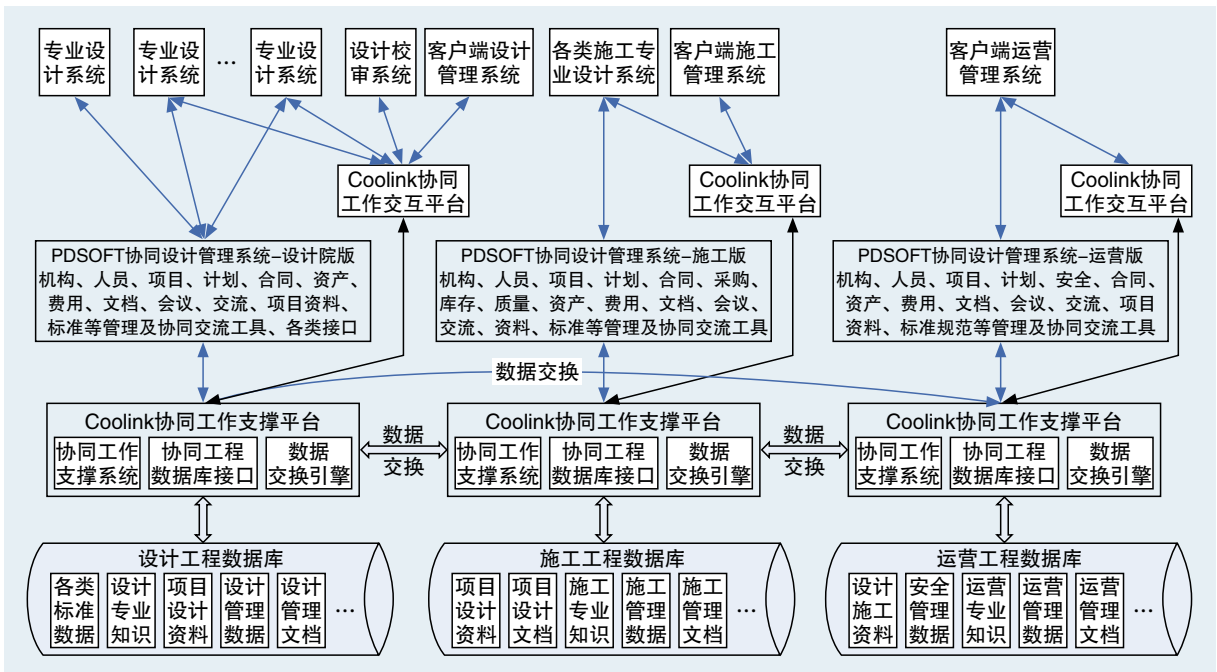 专业设
计系统
专业设
计系统
…
专业设
计系统
设计校
审系统
客户端设计
管理系统
各类施工专
业设计系统
客户端施工
管理系统
客户端运营
管理系统
Coolink协同
工作交互平台
Coolink协同
工作交互平台
Coolink协同
工作交互平台
PDSOFT协同设计管理系统–设计院版
机构、人员、项目、计划、合同、资产、
费用、文档、会议、交流、项目资料、
标准等管理及协同交流工具、各类接口
PDSOFT协同设计管理系统–施工版
机构、人员、项目、计划、合同、采购、
库存、质量、资产、费用、文档、会议、
交流、资料、标准等管理及协同交流工具
PDSOFT协同设计管理系统–运营版
机构、人员、项目、计划、安全、合同、
资产、费用、文档、会议、交流、项目
资料、标准规范等管理及协同交流工具
数据交换
Coolink协同工作支撑平台
协同工作
支撑系统
协同工程
数据库接口
数据
交换引擎
数据
交换
Coolink协同工作支撑平台
协同工作
支撑系统
协同工程
数据库接口
数据
交换引擎
数据
交换
Coolink协同工作支撑平台
协同工作
支撑系统
协同工程
数据库接口
数据
交换引擎
设计工程数据库
各类
标准
数据
设计
专业
知识
项目
设计
资料
设计
管理
数据
设计
管理
文档
…
施工工程数据库
项目
设计
资料
项目
设计
文档
施工
专业
知识
施工
管理
数据
施工
管理
文档
…
运营工程数据库
设计
施工
资料
安全
管理
数据
运营
专业
知识
运营
管理
数据
运营
管理
文档
…